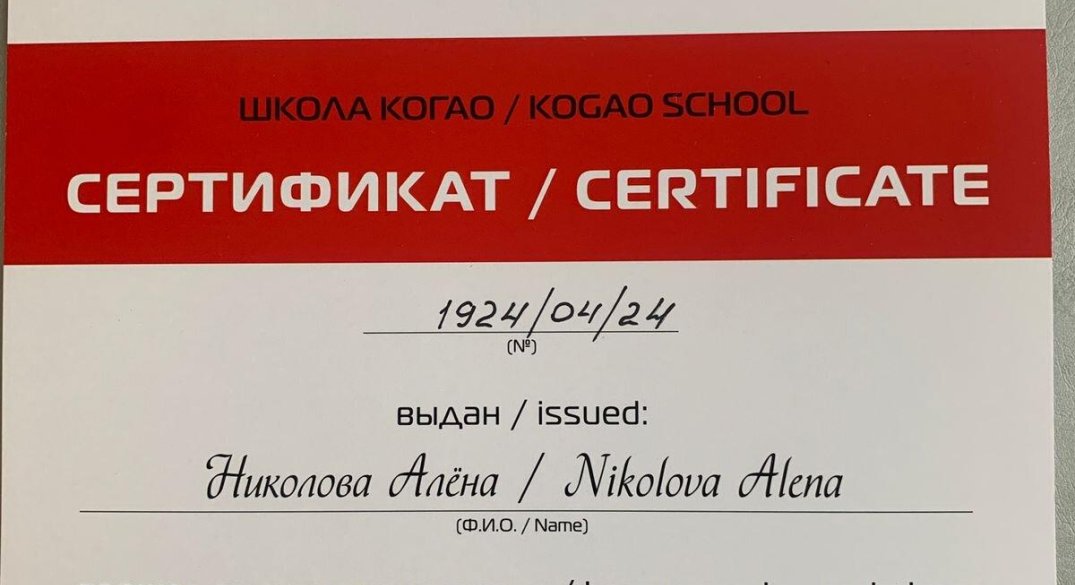 ШКОЛА КОГАО / KOGAO SCHOOL
СЕРТИФИКАТ / CERTIFICATE
1924/04/24
(№)
выдан / issued:
Николова Алёна / Nikolova Alena
(Ф.И.О. / Name)